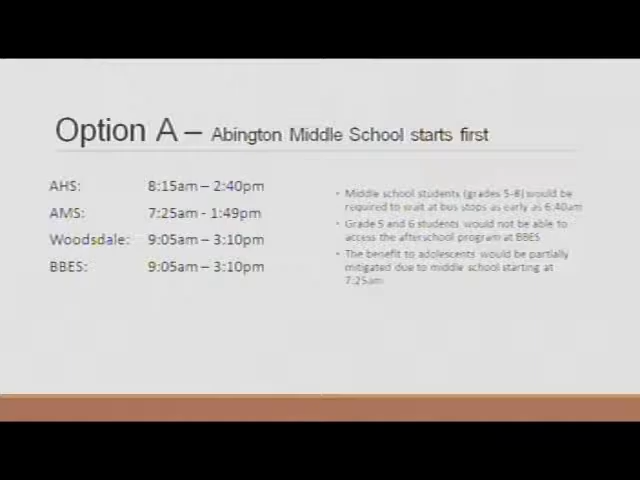 Option A – Abington Middle School starts first
AHS: 8:15am – 2:40pm
AMS: 7:25am - 1:49pm
Woodsdale: 9:05am – 3:10pm
BBES: 9:05am – 3:10pm
• Middle school students (grades 5-8) would be
required to wait at bus stops as early as 6:40am
• Grade 5 and 6 students would not be able to
access the afterschool program at BBES
• The benefit to adolescents would be partially
mitigated due to middle school starting at
7:25am